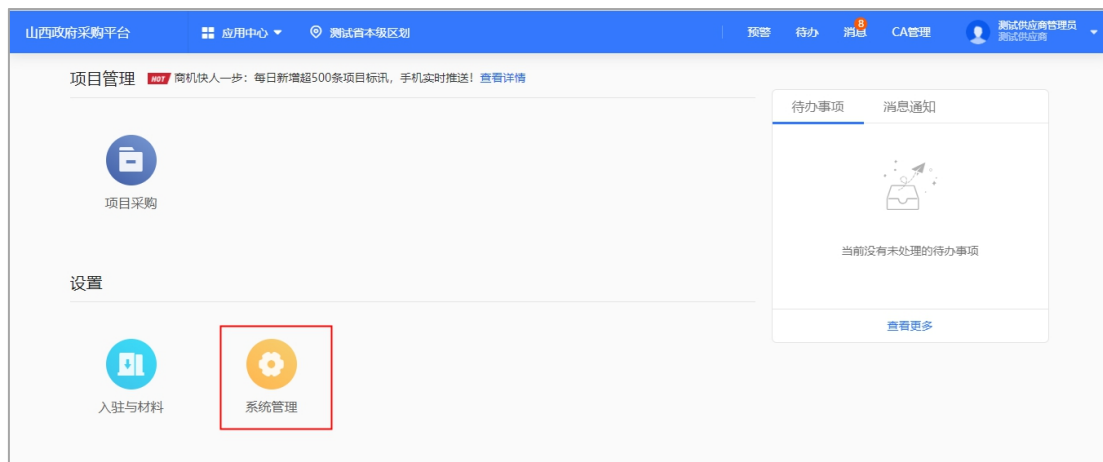 山西政府采购平台 应用中心 测试省本级区划 预警 待办 消息 8 CA管理 测试供应商管理员
测试供应商
项目管理 HOT 商机快人一步：每日新增超500条项目标讯，手机实时推送！查看详情
待办事项 消息通知
项目采购
当前没有未处理的待办事项
设置
查看更多
入驻与材料 系统管理